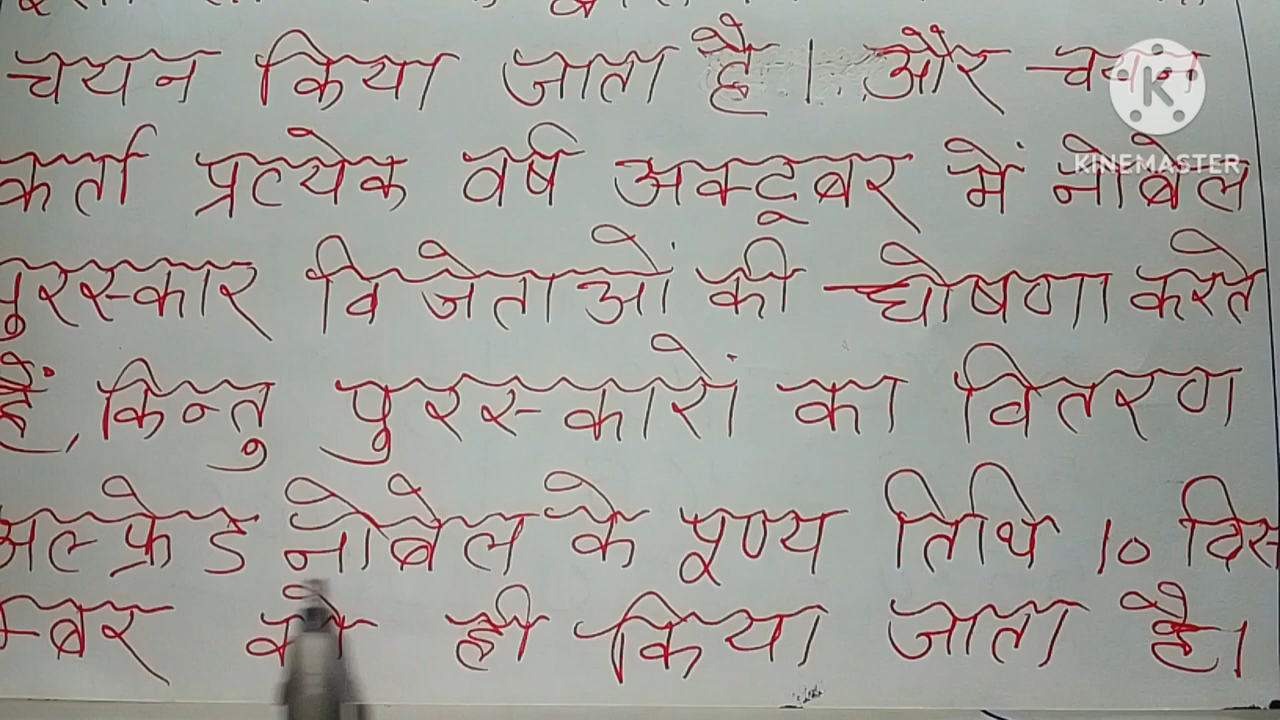 चयन किया जाता है। और चयन
कर्ता प्रत्येक वर्ष अक्टूबर में नोबेल
पुरस्कार विजेताओं की घोषणा करते
हैं, किन्तु पुरस्कारों का वितरण
अल्फ्रेड नोबेल के पूण्य तिथि 10 दिस
म्बर को ही किया जाता है।
K
KINEMASTER